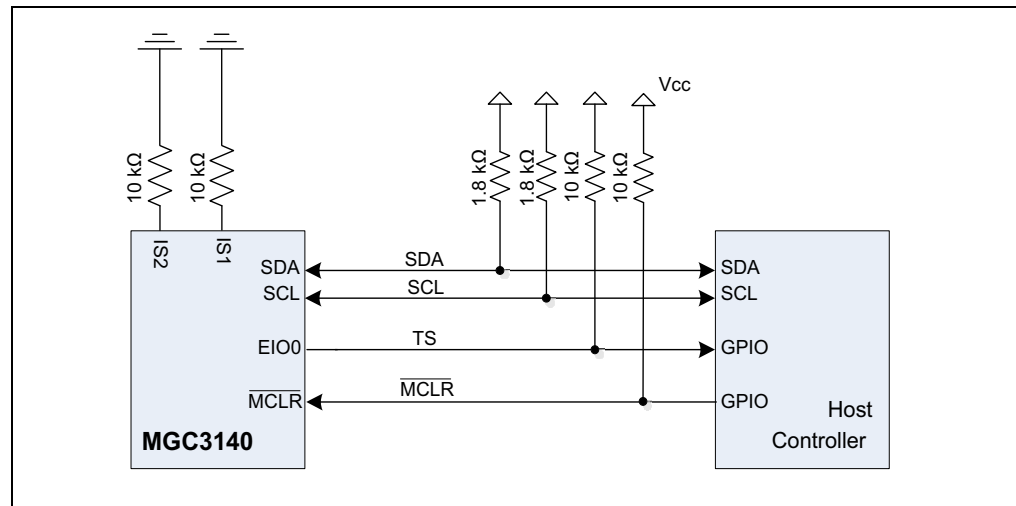 Vcc
10 kΩ
10 kΩ
1.8 kΩ
1.8 kΩ
10 kΩ
10 kΩ
IS2
IS1
SDA
SDA
SDA
SCL
SCL
SCL
EIO0
TS
GPIO
MCLR
MCLR
GPIO
MGC3140
Host
Controller